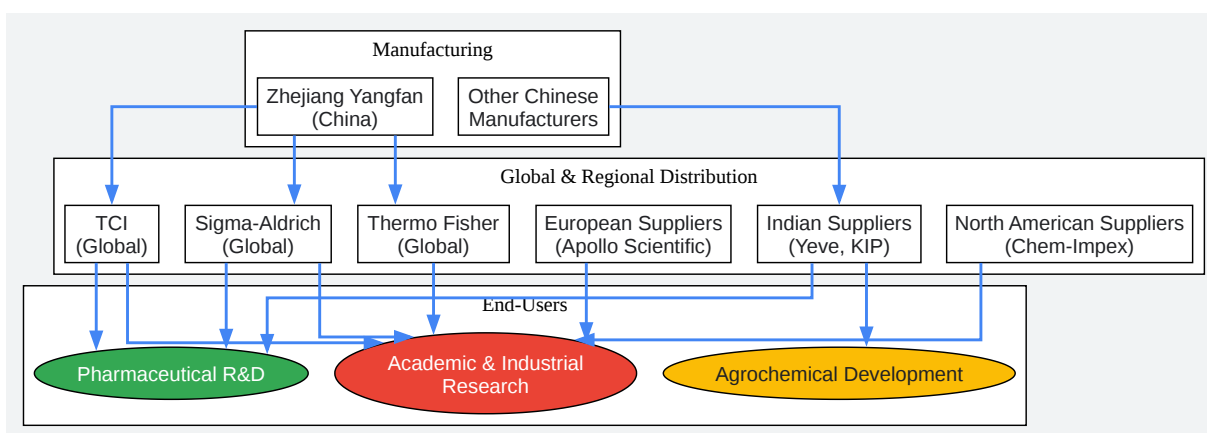 Manufacturing
Zhejiang Yangfan
(China)
Other Chinese
Manufacturers
Global & Regional Distribution
TCI
(Global)
Sigma-Aldrich
(Global)
Thermo Fisher
(Global)
European Suppliers
(Apollo Scientific)
Indian Suppliers
(Yeve, KIP)
North American Suppliers
(Chem-Impex)
End-Users
Pharmaceutical R&D
Academic & Industrial
Research
Agrochemical Development